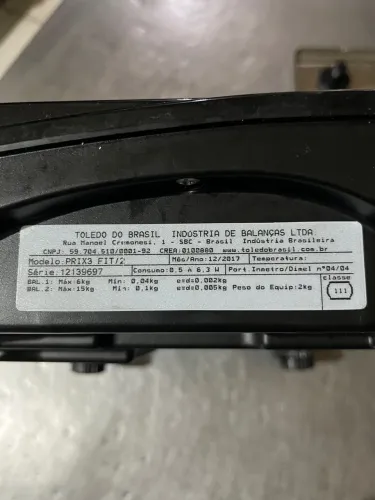 TOLEDO DO BRASIL INDÚSTRIA DE BALANÇAS LTDA
Rua Manoel Cremonesi, 1 - SBC - Brasil Indústria Brasileira
CNPJ: 59.704.510/0001-92 CREA:0100860 www.toledobrasil.com.br
Modelo:PRIX3 FIT/2 Mês/Ano:12/2017 Temperatura:
Série:12139697 Consumo:0,5 à 6,3 W Port.Inmetro/Dimel nº04/04
BAL.1: Máx:6kg Mín: 0,04kg e=d=0,002kg Classe
BAL.2: Máx:15kg Mín: 0,1kg e=d=0,005kg Peso do Equip:2kg III